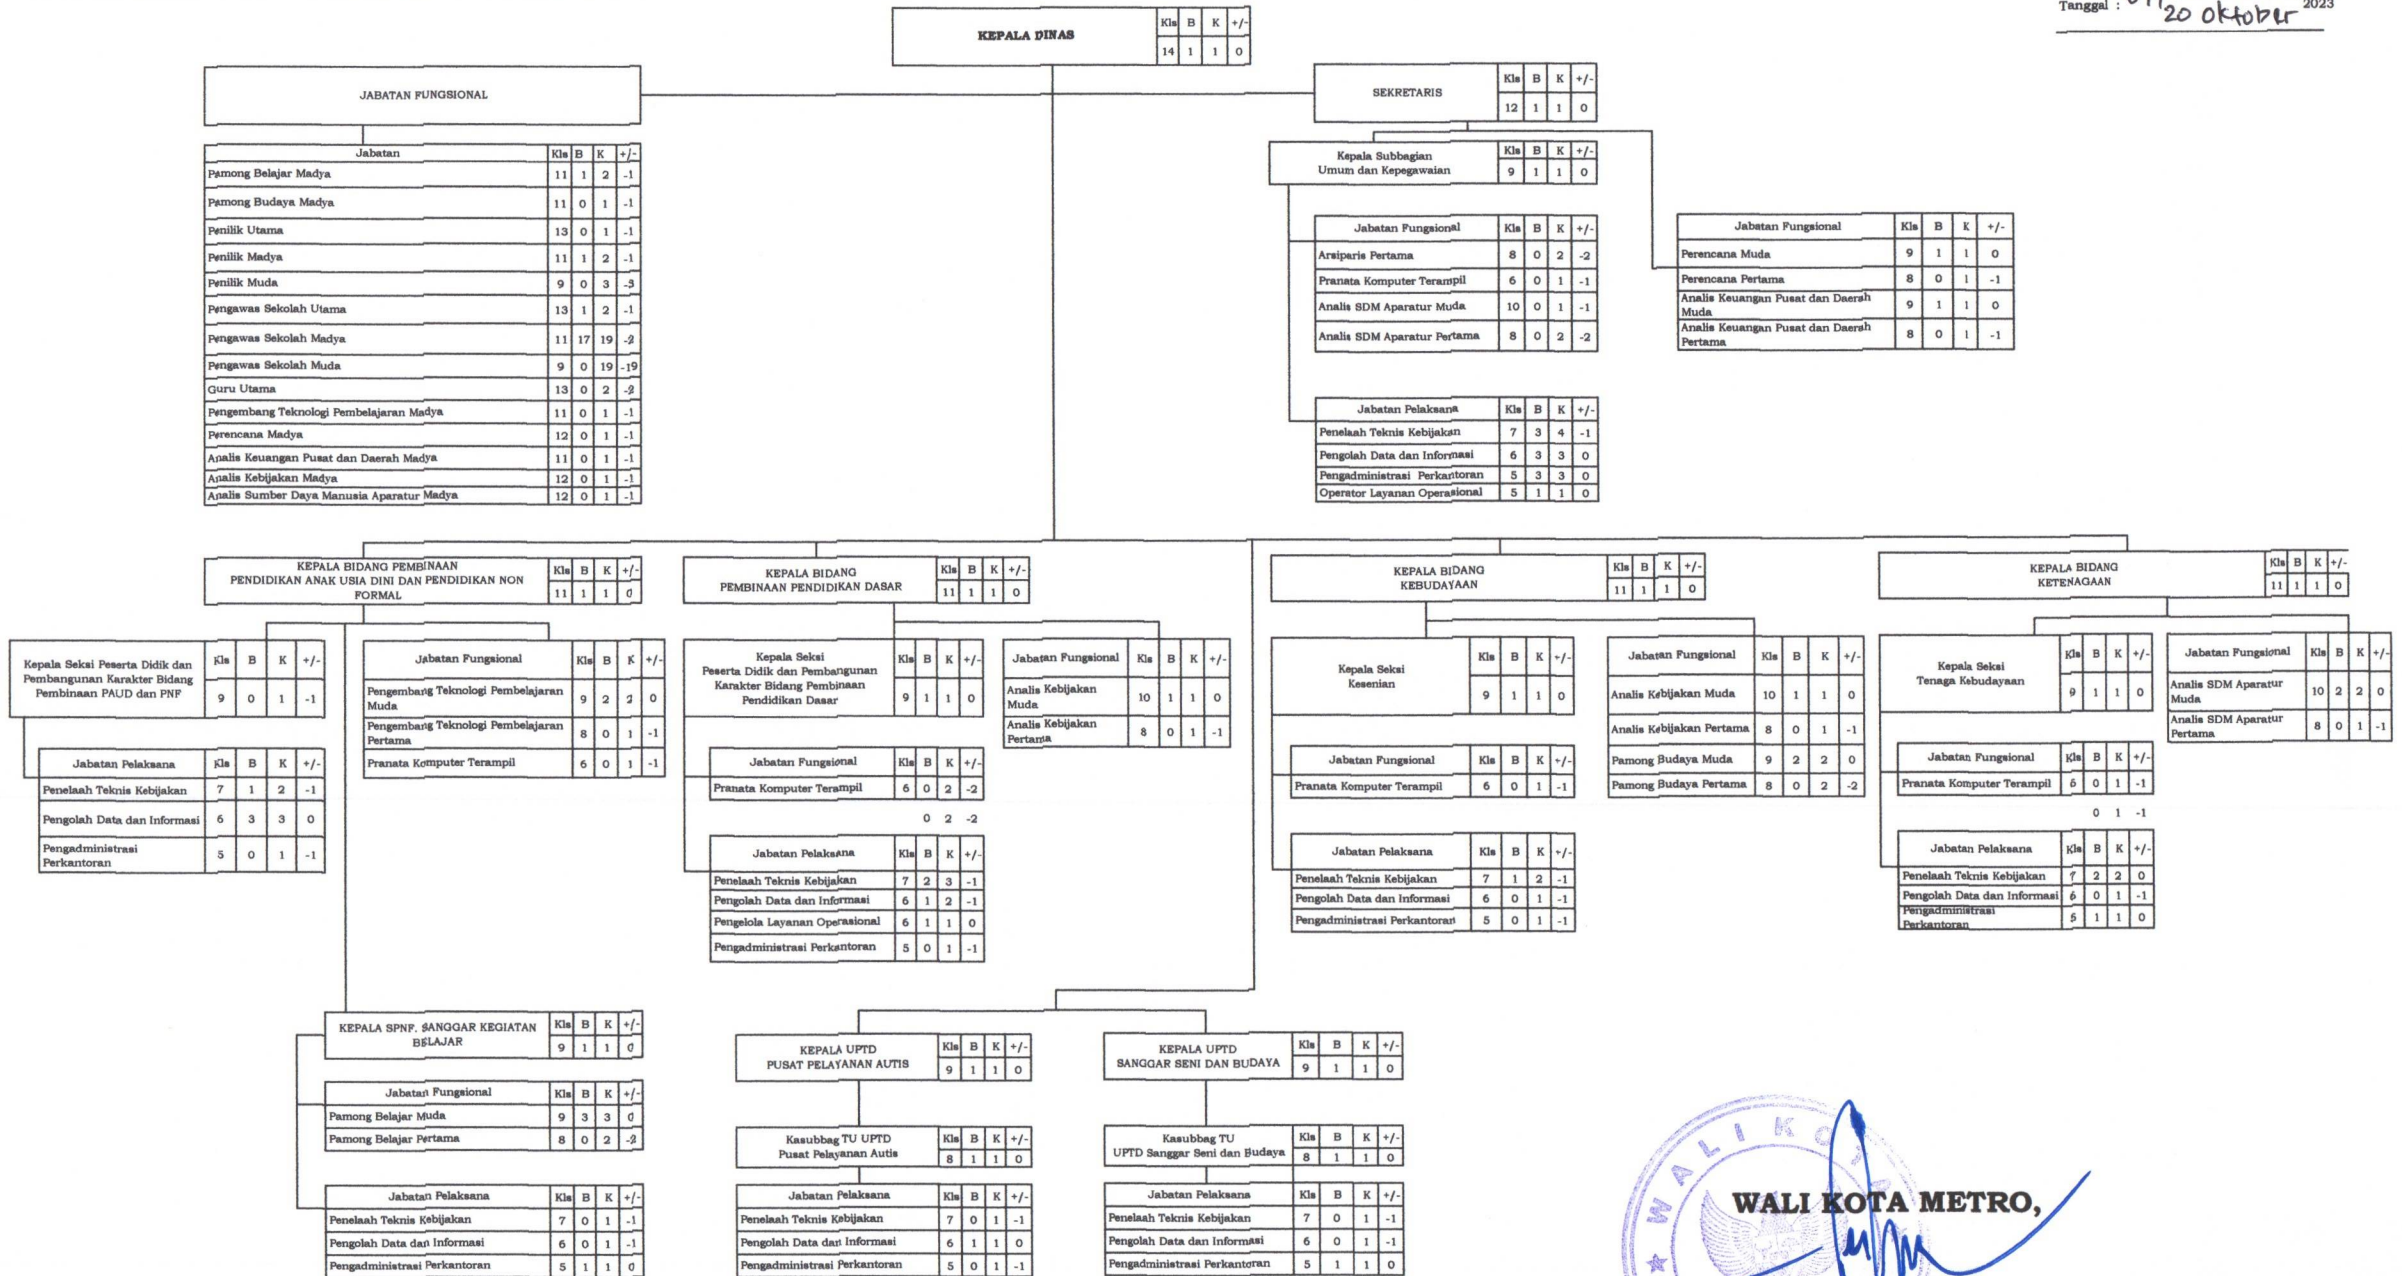 Tanggal : 20 Oktober 2023
KEPALA DINAS
Kls B K +/-
14 1 1 0
JABATAN FUNGSIONAL
SEKRETARIS
Kls B K +/-
12 1 1 0
Jabatan Kls B K +/-
Pamong Belajar Madya 11 1 2 -1
Pamong Budaya Madya 11 0 1 -1
Penilik Utama 13 0 1 -1
Penilik Madya 11 1 2 -1
Penilik Muda 9 0 3 -3
Pengawas Sekolah Utama 13 1 2 -1
Pengawas Sekolah Madya 11 17 19 -2
Pengawas Sekolah Muda 9 0 19 -19
Guru Utama 13 0 2 -2
Pengembang Teknologi Pembelajaran Madya 11 0 1 -1
Perencana Madya 12 0 1 -1
Analis Keuangan Pusat dan Daerah Madya 11 0 1 -1
Analis Kebijakan Madya 12 0 1 -1
Analis Sumber Daya Manusia Aparatur Madya 12 0 1 -1
Kepala Subbagian
Umum dan Kepegawaian
Kls B K +/-
9 1 1 0
Jabatan Fungsional Kls B K +/-
Arsiparis Pertama 8 0 2 -2
Pranata Komputer Terampil 6 0 1 -1
Analis SDM Aparatur Muda 10 0 1 -1
Analis SDM Aparatur Pertama 8 0 2 -2
Jabatan Fungsional Kls B K +/-
Perencana Muda 9 1 1 0
Perencana Pertama 8 0 1 -1
Analis Keuangan Pusat dan Daerah
Muda 9 1 1 0
Analis Keuangan Pusat dan Daerah
Pertama 8 0 1 -1
Jabatan Pelaksana Kls B K +/-
Penelaah Teknis Kebijakan 7 3 4 -1
Pengolah Data dan Informasi 6 3 3 0
Pengadministrasi Perkantoran 5 3 3 0
Operator Layanan Operasional 5 1 1 0
KEPALA BIDANG PEMBINAAN
PENDIDIKAN ANAK USIA DINI DAN PENDIDIKAN NON
FORMAL
Kls B K +/-
11 1 1 0
Kepala Seksi Peserta Didik dan
Pembangunan Karakter Bidang
Pembinaan PAUD dan PNF
Kls B K +/-
9 0 1 -1
Jabatan Fungsional Kls B K +/-
Pengembang Teknologi Pembelajaran
Muda 9 2 2 0
Pengembang Teknologi Pembelajaran
Pertama 8 0 1 -1
Pranata Komputer Terampil 6 0 1 -1
Jabatan Pelaksana Kls B K +/-
Penelaah Teknis Kebijakan 7 1 2 -1
Pengolah Data dan Informasi 6 3 3 0
Pengadministrasi
Perkantoran 5 0 1 -1
KEPALA BIDANG
PEMBINAAN PENDIDIKAN DASAR
Kls B K +/-
11 1 1 0
Kepala Seksi
Peserta Didik dan Pembangunan
Karakter Bidang Pembinaan
Pendidikan Dasar
Kls B K +/-
9 1 1 0
Jabatan Fungsional Kls B K +/-
Analis Kebijakan
Muda 10 1 1 0
Analis Kebijakan
Pertama 8 0 1 -1
Jabatan Fungsional Kls B K +/-
Pranata Komputer Terampil 6 0 2 -2
0 2 -2
Jabatan Pelaksana Kls B K +/-
Penelaah Teknis Kebijakan 7 2 3 -1
Pengolah Data dan Informasi 6 1 2 -1
Pengelola Layanan Operasional 6 1 1 0
Pengadministrasi Perkantoran 5 0 1 -1
KEPALA BIDANG
KEBUDAYAAN
Kls B K +/-
11 1 1 0
Kepala Seksi
Kesenian
Kls B K +/-
9 1 1 0
Jabatan Fungsional Kls B K +/-
Analis Kebijakan Muda 10 1 1 0
Analis Kebijakan Pertama 8 0 1 -1
Pamong Budaya Muda 9 2 2 0
Pamong Budaya Pertama 8 0 2 -2
Jabatan Fungsional Kls B K +/-
Pranata Komputer Terampil 6 0 1 -1
Jabatan Pelaksana Kls B K +/-
Penelaah Teknis Kebijakan 7 1 2 -1
Pengolah Data dan Informasi 6 0 1 -1
Pengadministrasi Perkantoran 5 0 1 -1
KEPALA BIDANG
KETENAGAAN
Kls B K +/-
11 1 1 0
Kepala Seksi
Tenaga Kebudayaan
Kls B K +/-
9 1 1 0
Jabatan Fungsional Kls B K +/-
Analis SDM Aparatur
Muda 10 2 2 0
Analis SDM Aparatur
Pertama 8 0 1 -1
Jabatan Fungsional Kls B K +/-
Pranata Komputer Terampil 6 0 1 -1
0 1 -1
Jabatan Pelaksana Kls B K +/-
Penelaah Teknis Kebijakan 7 2 2 0
Pengolah Data dan Informasi 6 0 1 -1
Pengadministrasi
Perkantoran 5 1 1 0
KEPALA SPNF. SANGGAR KEGIATAN
BELAJAR
Kls B K +/-
9 1 1 0
Jabatan Fungsional Kls B K +/-
Pamong Belajar Muda 9 3 3 0
Pamong Belajar Pertama 8 0 2 -2
Jabatan Pelaksana Kls B K +/-
Penelaah Teknis Kebijakan 7 0 1 -1
Pengolah Data dan Informasi 6 0 1 -1
Pengadministrasi Perkantoran 5 1 1 0
KEPALA UPTD
PUSAT PELAYANAN AUTIS
Kls B K +/-
9 1 1 0
Kasubbag TU UPTD
Pusat Pelayanan Autis
Kls B K +/-
8 1 1 0
Jabatan Pelaksana Kls B K +/-
Penelaah Teknis Kebijakan 7 0 1 -1
Pengolah Data dan Informasi 6 1 1 0
Pengadministrasi Perkantoran 5 0 1 -1
KEPALA UPTD
SANGGAR SENI DAN BUDAYA
Kls B K +/-
9 1 1 0
Kasubbag TU
UPTD Sanggar Seni dan Budaya
Kls B K +/-
8 1 1 0
Jabatan Pelaksana Kls B K +/-
Penelaah Teknis Kebijakan 7 0 1 -1
Pengolah Data dan Informasi 6 0 1 -1
Pengadministrasi Perkantoran 5 1 1 0
WALI KOTA METRO,